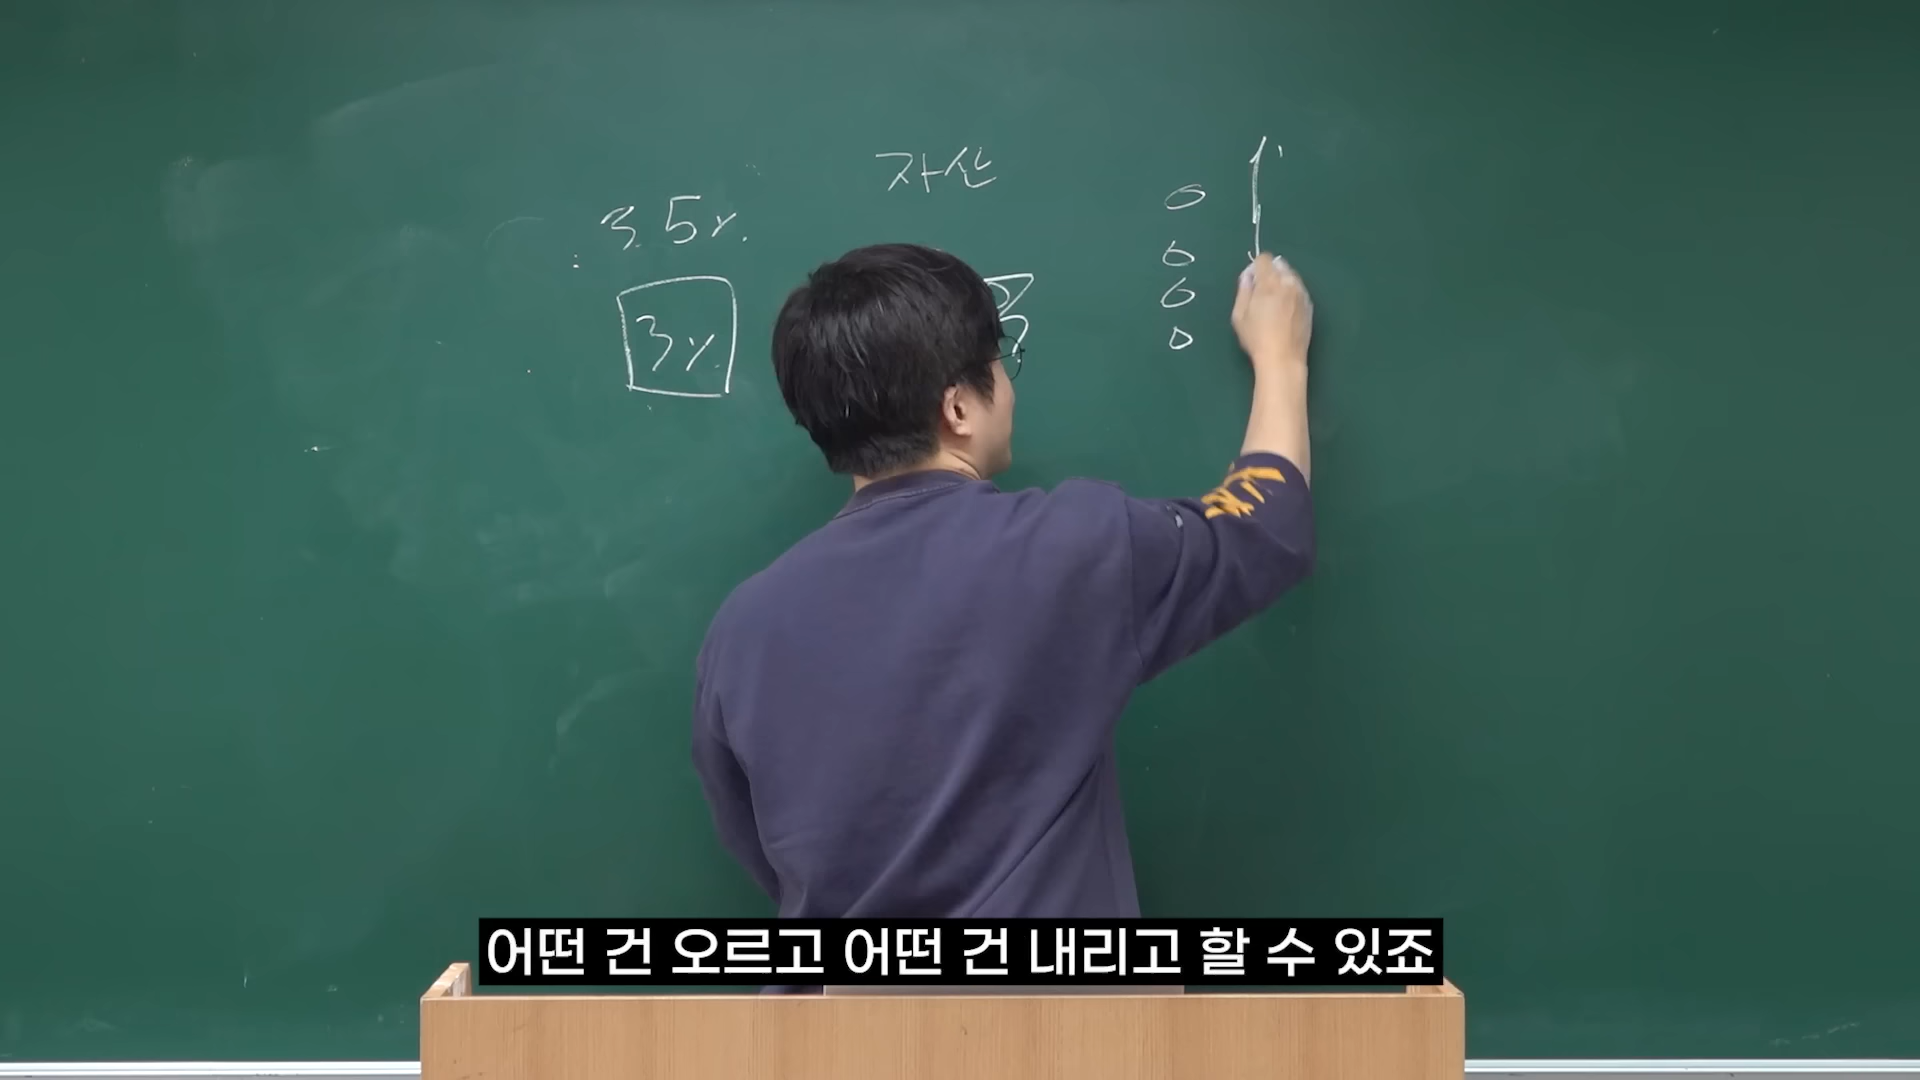 자산
3.5%
3%
어떤 건 오르고 어떤 건 내리고 할 수 있죠